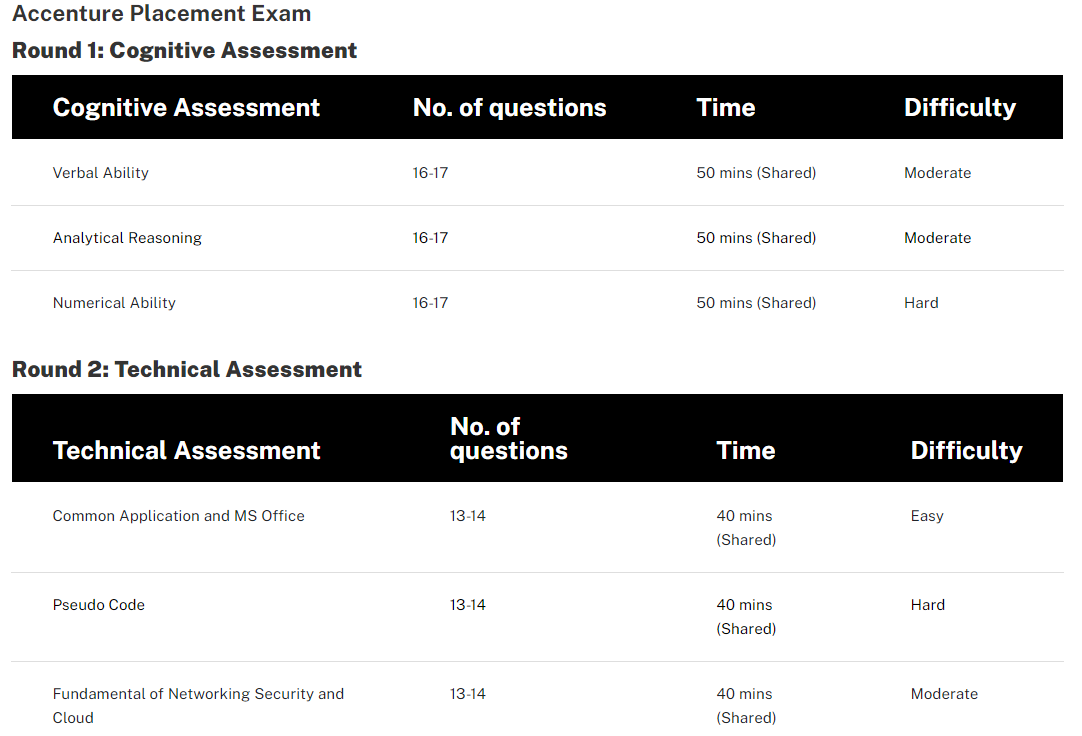 Accenture Placement Exam
Round 1: Cognitive Assessment
Cognitive Assessment No. of questions Time Difficulty
Verbal Ability 16-17 50 mins (Shared) Moderate
Analytical Reasoning 16-17 50 mins (Shared) Moderate
Numerical Ability 16-17 50 mins (Shared) Hard
Round 2: Technical Assessment
No. of
Technical Assessment questions Time Difficulty
Common Application and MS Office 13-14 40 mins Easy
(Shared)
Pseudo Code 13-14 40 mins Hard
(Shared)
Fundamental of Networking Security and 13-14 40 mins Moderate
Cloud (Shared)